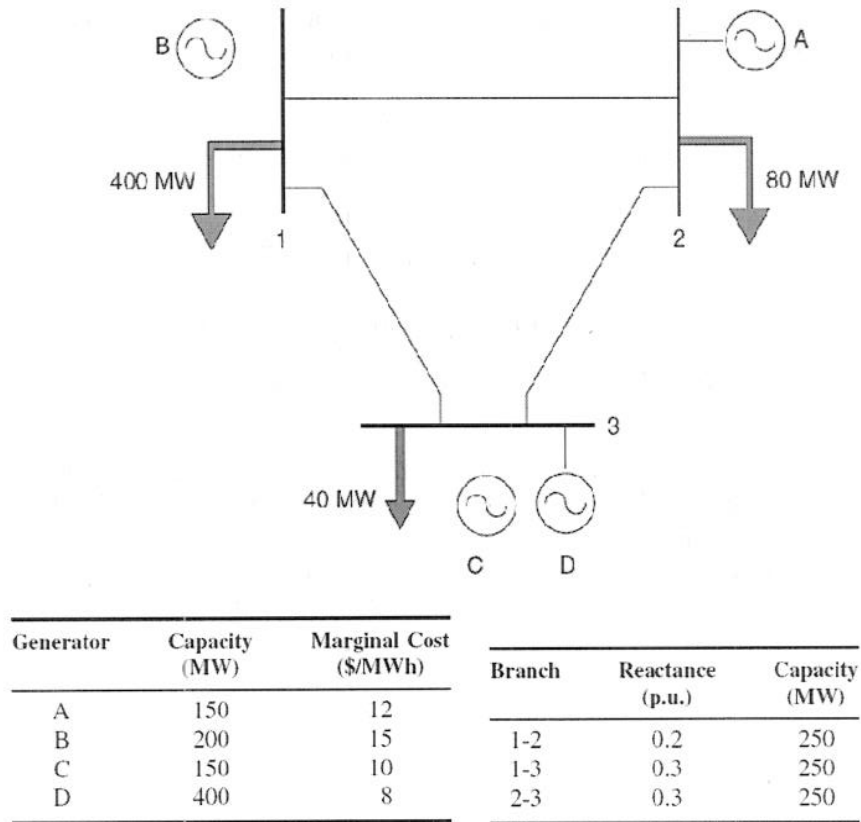 B
A
400 MW
80 MW
1
2
3
40 MW
C
D
Generator Capacity (MW) Marginal Cost ($/MWh)
A 150 12
B 200 15
C 150 10
D 400 8
Branch Reactance (p.u.) Capacity (MW)
1-2 0.2 250
1-3 0.3 250
2-3 0.3 250